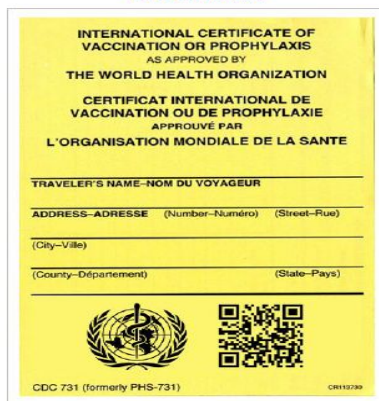 INTERNATIONAL CERTIFICATE OF
VACCINATION OR PROPHYLAXIS
AS APPROVED BY
THE WORLD HEALTH ORGANIZATION
CERTIFICAT INTERNATIONAL DE
VACCINATION OU DE PROPHYLAXIE
APPROUVÉ PAR
L'ORGANISATION MONDIALE DE LA SANTE
TRAVELER'S NAME–NOM DU VOYAGEUR
ADDRESS–ADRESSE (Number–Numéro) (Street–Rue)
(City–Ville)
(County–Département) (State–Pays)
CDC 731 (formerly PHS-731) CR113730